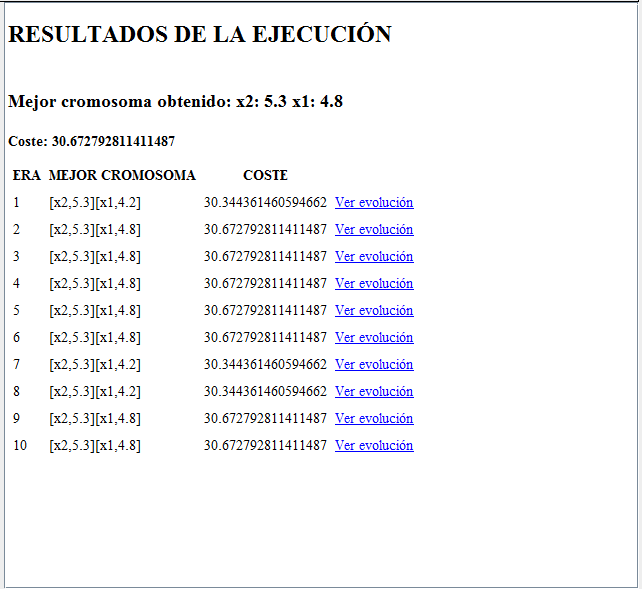 RESULTADOS DE LA EJECUCIÓN
Mejor cromosoma obtenido: x2: 5.3 x1: 4.8
Coste: 30.672792811411487
ERA MEJOR CROMOSOMA COSTE
1 [x2,5.3][x1,4.2] 30.344361460594662 Ver evolución
2 [x2,5.3][x1,4.8] 30.672792811411487 Ver evolución
3 [x2,5.3][x1,4.8] 30.672792811411487 Ver evolución
4 [x2,5.3][x1,4.8] 30.672792811411487 Ver evolución
5 [x2,5.3][x1,4.8] 30.672792811411487 Ver evolución
6 [x2,5.3][x1,4.8] 30.672792811411487 Ver evolución
7 [x2,5.3][x1,4.2] 30.344361460594662 Ver evolución
8 [x2,5.3][x1,4.2] 30.344361460594662 Ver evolución
9 [x2,5.3][x1,4.8] 30.672792811411487 Ver evolución
10 [x2,5.3][x1,4.8] 30.672792811411487 Ver evolución